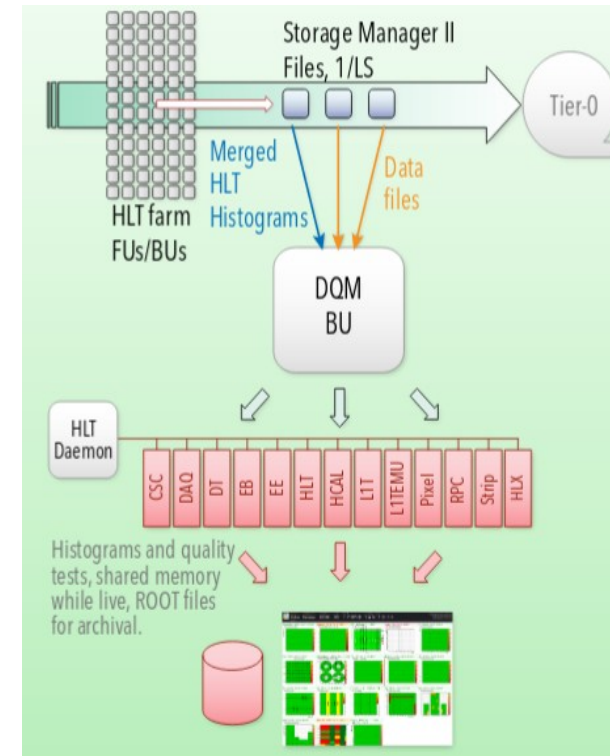 Storage Manager II
Files, 1/LS
Tier-0
Merged
HLT
Histograms
Data
files
HLT farm
FUs/BUs
DQM
BU
HLT
Daemon
CSC
DAQ
DT
EB
EE
HLT
HCAL
L1T
L1TEMU
Pixel
RPC
Strip
HLX
Histograms and quality
tests, shared memory
while live, ROOT files
for archival.